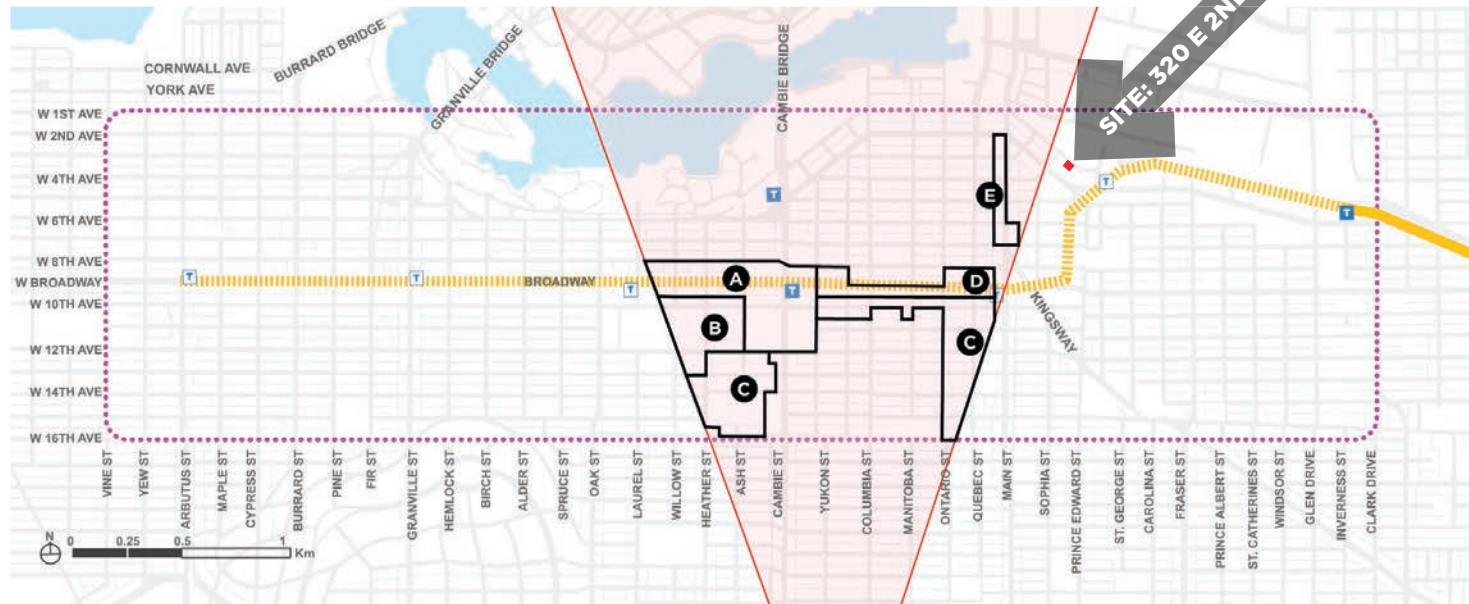 SITE: 320 E 2N
CORNWALL AVE
YORK AVE
BURRARD BRIDGE
GRANVILLE BRIDGE
CAMBIE BRIDGE
W 1ST AVE
W 2ND AVE
W 4TH AVE
W 6TH AVE
W 8TH AVE
W BROADWAY
W 10TH AVE
W 12TH AVE
W 14TH AVE
W 16TH AVE
T
T
T
T
T
T
T
BROADWAY
KINGSWAY
A
B
C
C
D
E
VINE ST
YEW ST
ARBUTUS ST
MAPLE ST
CYPRESS ST
BURRARD ST
PINE ST
FIR ST
GRANVILLE ST
HEMLOCK ST
BIRCH ST
ALDER ST
SPRUCE ST
OAK ST
LAUREL ST
WILLOW ST
HEATHER ST
ASH ST
CAMBIE ST
YUKON ST
COLUMBIA ST
MANITOBA ST
ONTARIO ST
QUEBEC ST
MAIN ST
SOPHIA ST
PRINCE EDWARD ST
ST. GEORGE ST
CAROLINA ST
FRASER ST
PRINCE ALBERT ST
ST. CATHERINES ST
WINDSOR ST
GLEN DRIVE
INVERNESS ST
CLARK DRIVE
N
0 0.25 0.5 1
Km